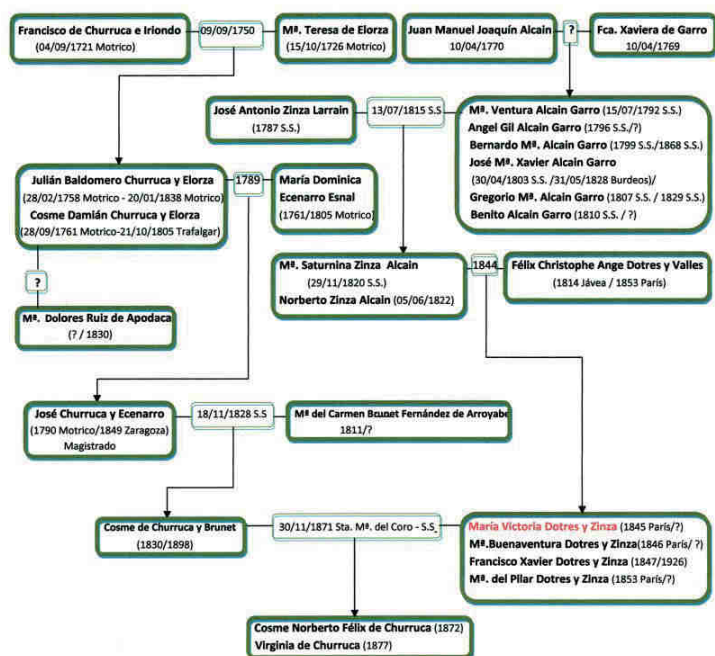 Francisco de Churruca e Iriondo
(04/09/1721 Motrico)
09/09/1750
Mª. Teresa de Elorza
(15/10/1726 Motrico)
Juan Manuel Joaquín Alcain
10/04/1770
?
Fca. Xaviera de Garro
10/04/1769
José Antonio Zinza Larrain
(1787 S.S.)
13/07/1815 S.S
Mª. Ventura Alcain Garro (15/07/1792 S.S.)
Angel Gil Alcain Garro (1796 S.S./?)
Bernardo Mª. Alcain Garro (1799 S.S./1868 S.S.)
José Mª. Xavier Alcain Garro
(30/04/1803 S.S. /31/05/1828 Burdeos)/
Gregorio Mª. Alcain Garro (1807 S.S. / 1829 S.S.)
Benito Alcain Garro (1810 S.S. / ?)
Julián Baldomero Churruca y Elorza
(28/02/1758 Motrico - 20/01/1838 Motrico)
Cosme Damián Churruca y Elorza
(28/09/1761 Motrico-21/10/1805 Trafalgar)
1789
María Dominica
Ecenarro Esnal
(1761/1805 Motrico)
?
Mª. Dolores Ruiz de Apodaca
(? / 1830)
Mª. Saturnina Zinza Alcain
(29/11/1820 S.S.)
Norberto Zinza Alcain (05/06/1822)
1844
Félix Christophe Ange Dotres y Valles
(1814 Jávea / 1853 París)
José Churruca y Ecenarro
(1790 Motrico/1849 Zaragoza)
Magistrado
18/11/1828 S.S
Mª del Carmen Brunet Fernández de Arroyabe
1811/?
Cosme de Churruca y Brunet
(1830/1898)
30/11/1871 Sta. Mª. del Coro - S.S.
María Victoria Dotres y Zinza (1845 París/?)
Mª.Buenaventura Dotres y Zinza(1846 París/ ?)
Francisco Xavier Dotres y Zinza (1847/1926)
Mª. del Pilar Dotres y Zinza (1853 París/?)
Cosme Norberto Félix de Churruca (1872)
Virginia de Churruca (1877)